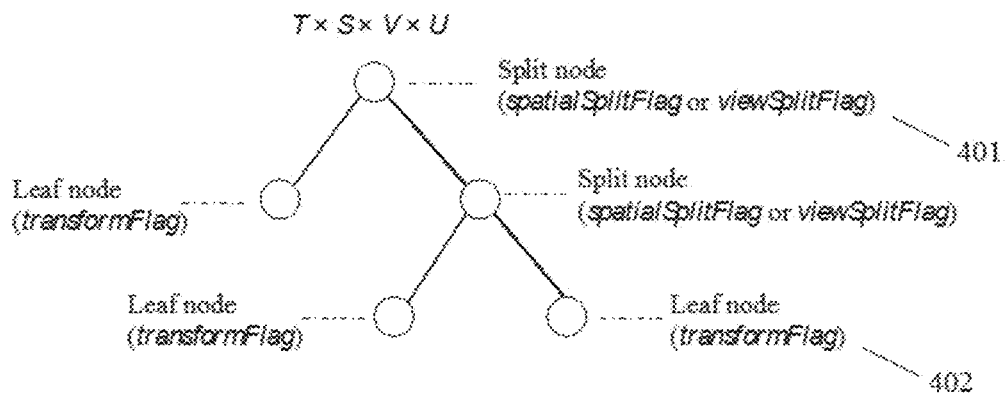 T × S × V × U
Split node
(spatialSplitFlag or viewSplitFlag)
401
Leaf node
(transformFlag)
Split node
(spatialSplitFlag or viewSplitFlag)
Leaf node
(transformFlag)
Leaf node
(transformFlag)
402